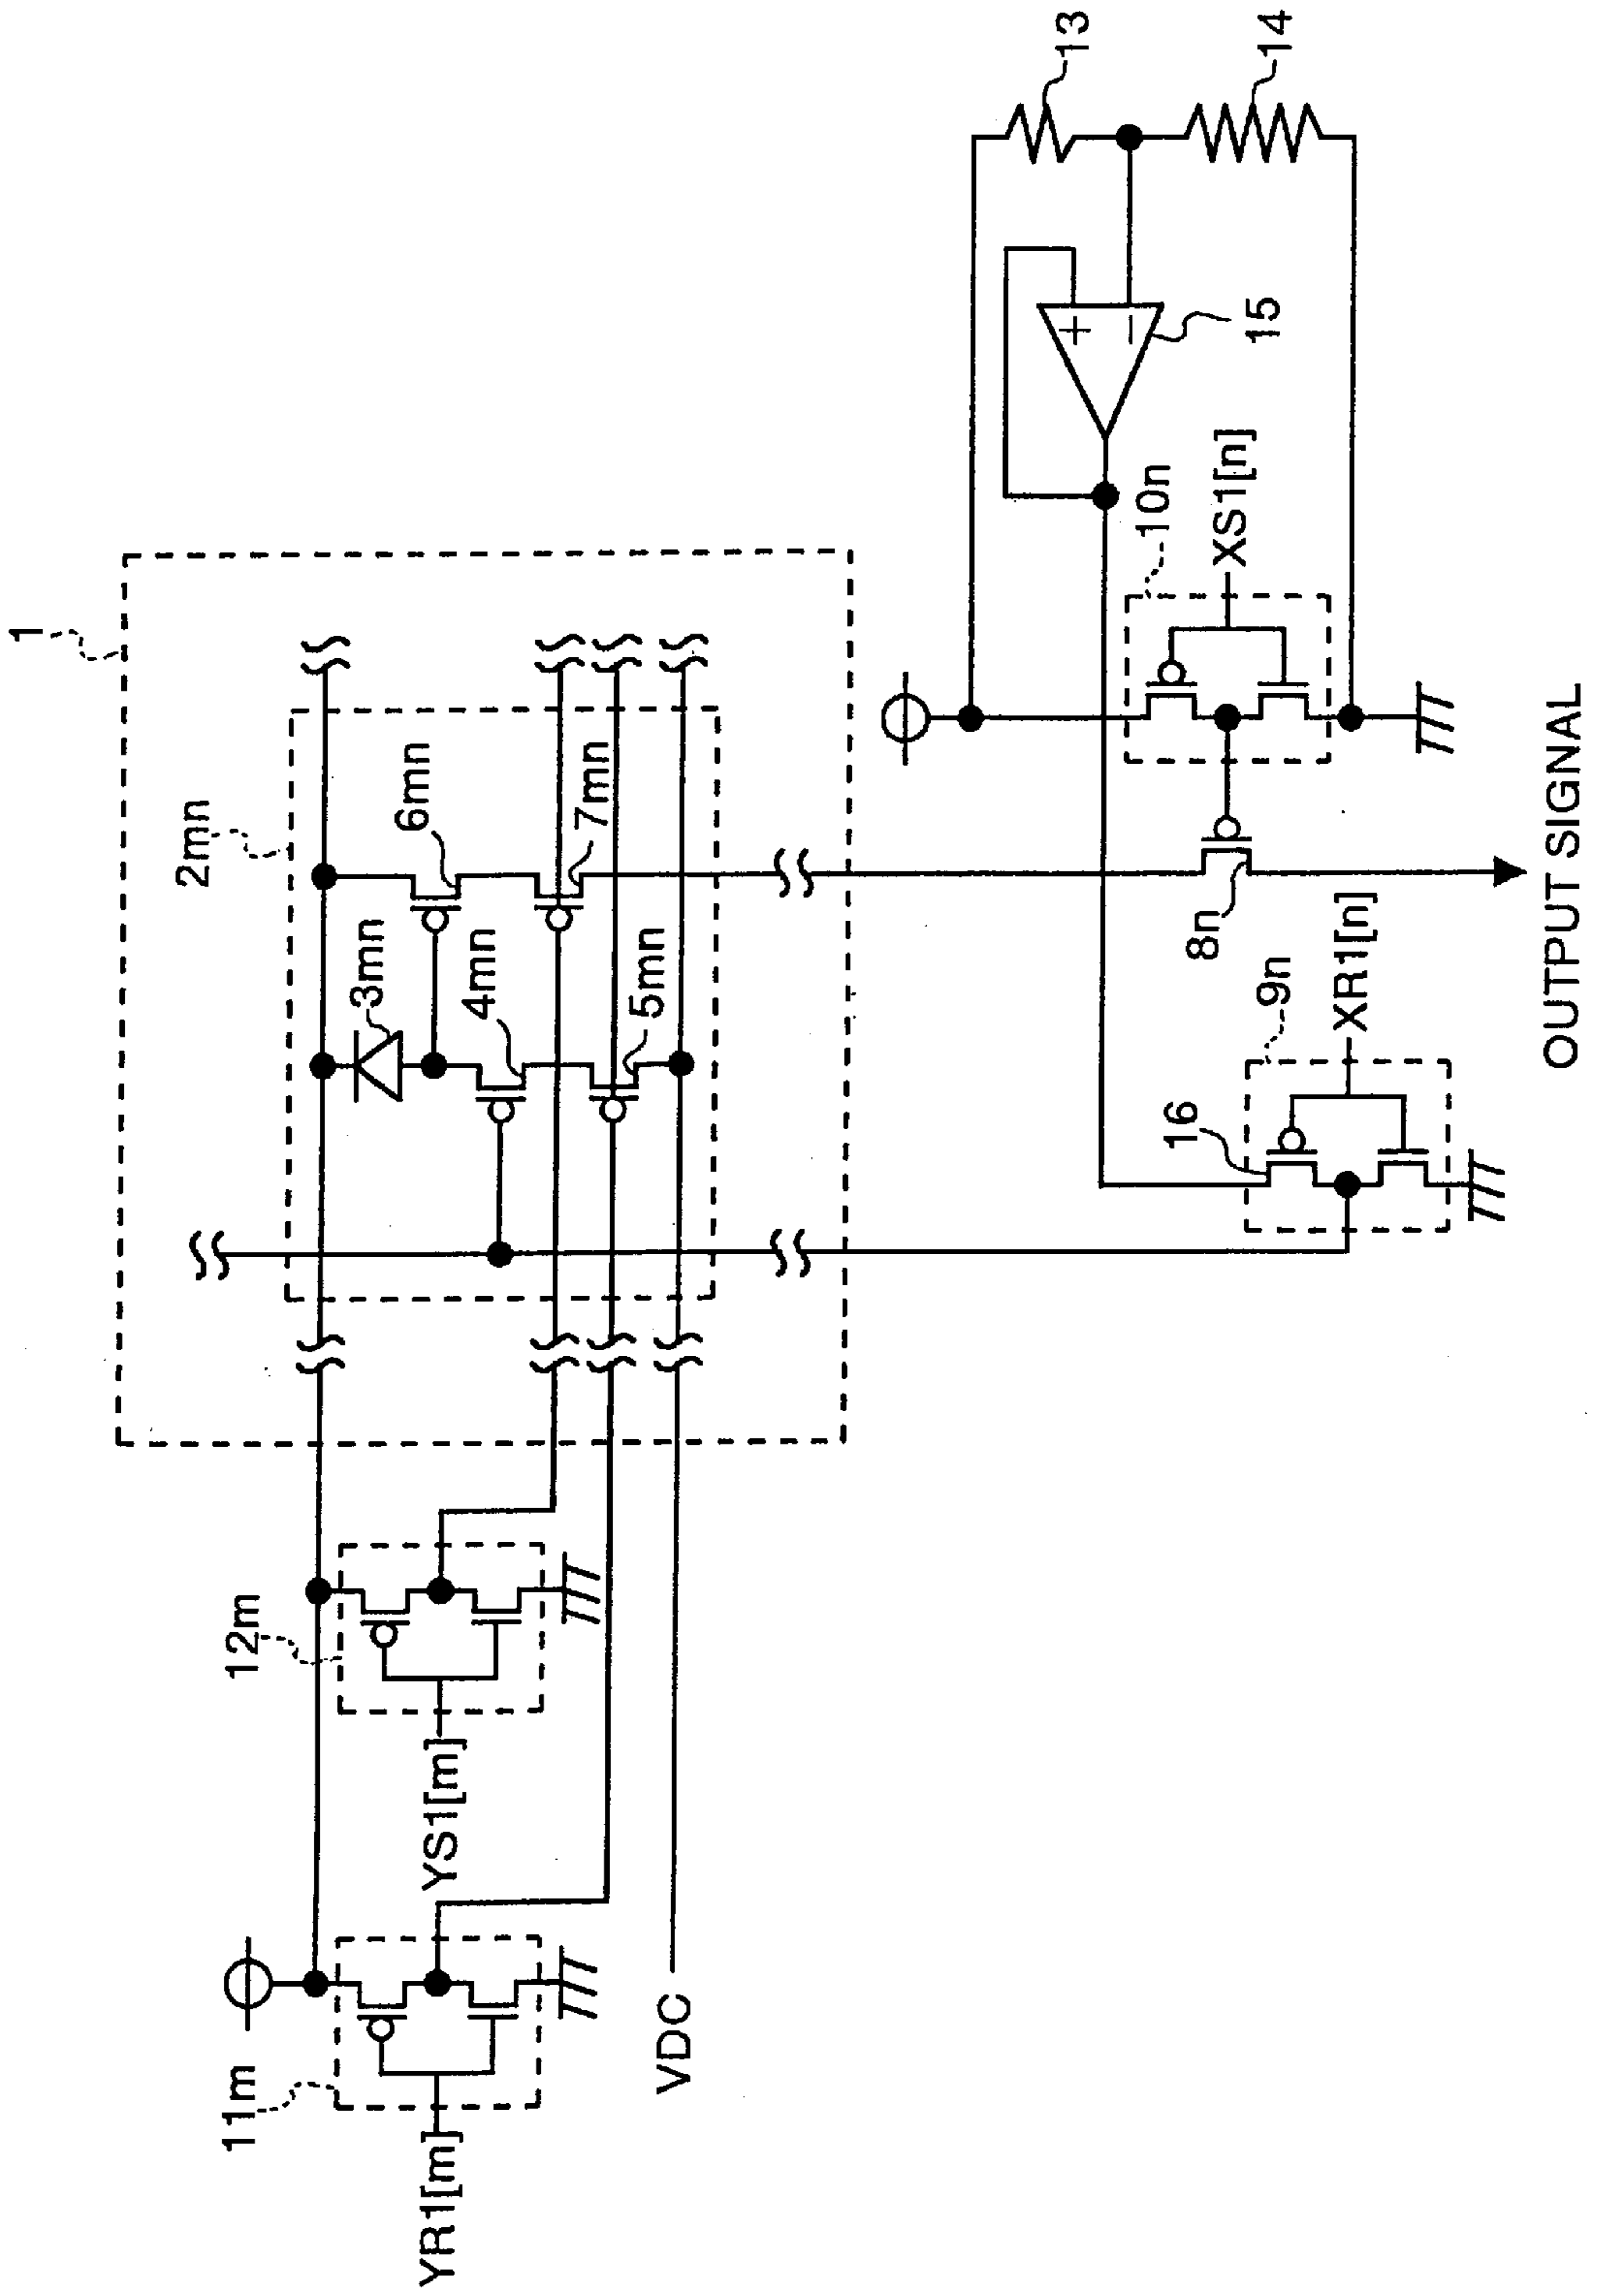 1
2mn
6mn
7mn
3mn
4mn
5mn
13
14
15
10n
XS1[n]
8n
9n
XR1[n]
16
OUTPUT SIGNAL
12m
YS1[m]
11m
YR1[m]
VDC
+
−